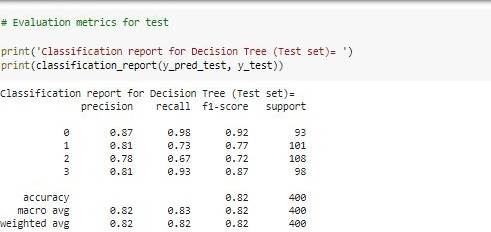 # Evaluation metrics for test
print('Classification report for Decision Tree (Test set)= ')
print(classification_report(y_pred_test, y_test))
Classification report for Decision Tree (Test set)=
precision recall f1-score support
0 0.87 0.98 0.92 93
1 0.81 0.73 0.77 101
2 0.78 0.67 0.72 108
3 0.81 0.93 0.87 98
accuracy 0.82 400
macro avg 0.82 0.83 0.82 400
weighted avg 0.82 0.82 0.82 400